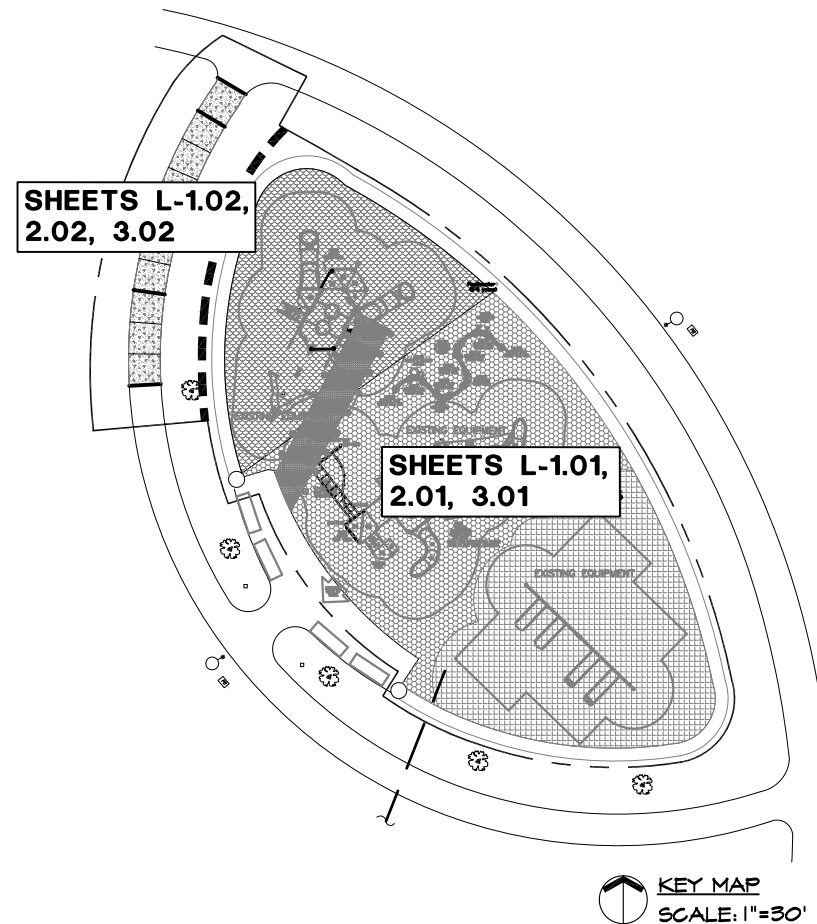 SHEETS L-1.02,
2.02, 3.02
EXISTING EQUIPMENT
SHEETS L-1.01,
2.01, 3.01
EXISTING EQUIPMENT
KEY MAP
SCALE: 1"=30'